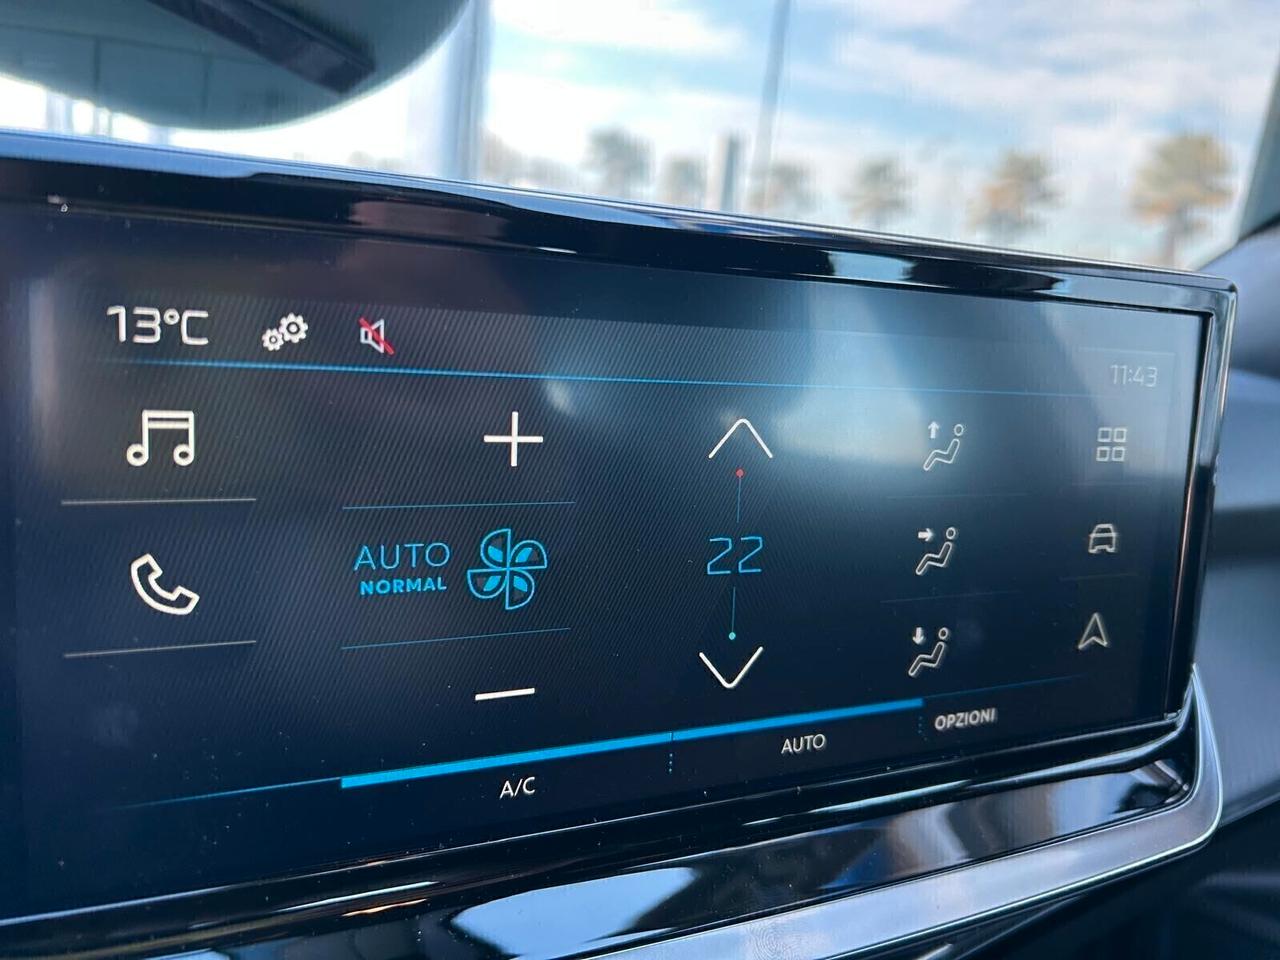 13°C
11:43
AUTO
NORMAL
22
A/C
AUTO
OPZIONI